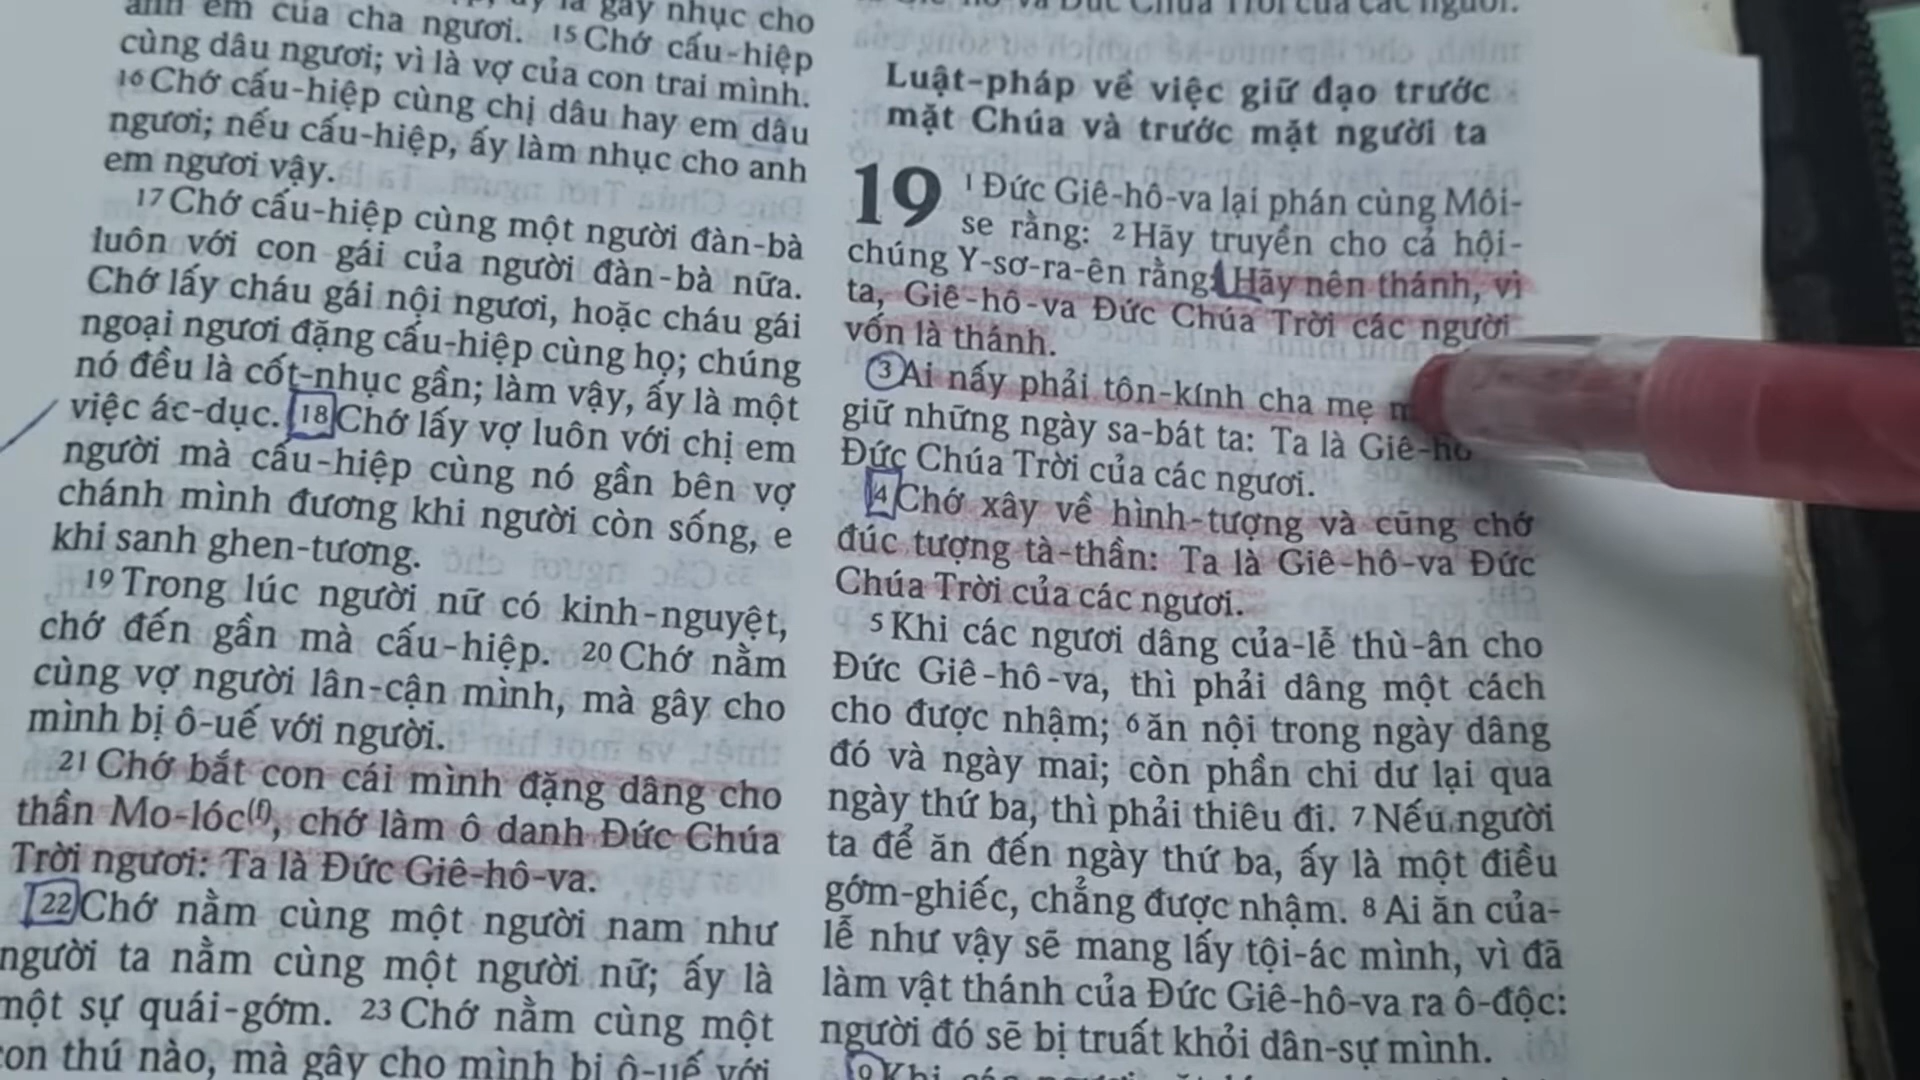 anh em của cha ngươi. 15 Chớ cấu-hiệp
cùng dâu ngươi; vì là vợ của con trai mình.
16 Chớ cấu-hiệp cùng chị dâu hay em dâu
ngươi; nếu cấu-hiệp, ấy làm nhục cho anh
em ngươi vậy.
17 Chớ cấu-hiệp cùng một người đàn-bà
luôn với con gái của người đàn-bà nữa.
Chớ lấy cháu gái nội ngươi, hoặc cháu gái
ngoại ngươi đặng cấu-hiệp cùng họ; chúng
nó đều là cốt-nhục gần; làm vậy, ấy là một
việc ác-dục. 18 Chớ lấy vợ luôn với chị em
người mà cấu-hiệp cùng nó gần bên vợ
chánh mình đương khi người còn sống, e
khi sanh ghen-tương.
19 Trong lúc người nữ có kinh-nguyệt,
chớ đến gần mà cấu-hiệp. 20 Chớ nằm
cùng vợ người lân-cận mình, mà gây cho
mình bị ô-uế với người.
21 Chớ bắt con cái mình đặng dâng cho
thần Mo-lóc(f), chớ làm ô danh Đức Chúa
Trời ngươi: Ta là Đức Giê-hô-va.
22 Chớ nằm cùng một người nam như
người ta nằm cùng một người nữ; ấy là
một sự quái-gớm. 23 Chớ nằm cùng một
con thú nào, mà gây cho mình bị ô-uế với
Luật-pháp về việc giữ đạo trước
mặt Chúa và trước mặt người ta
19 1 Đức Giê-hô-va lại phán cùng Môi-
se rằng: 2 Hãy truyền cho cả hội-
chúng Y-sơ-ra-ên rằng: Hãy nên thánh, vì
ta, Giê-hô-va Đức Chúa Trời các ngươi
vốn là thánh.
3 Ai nấy phải tôn-kính cha mẹ
giữ những ngày sa-bát ta: Ta là Giê-hô
Đức Chúa Trời của các ngươi.
4 Chớ xây về hình-tượng và cũng chớ
đúc tượng tà-thần: Ta là Giê-hô-va Đức
Chúa Trời của các ngươi.
5 Khi các ngươi dâng của-lễ thù-ân cho
Đức Giê-hô-va, thì phải dâng một cách
cho được nhậm; 6 ăn nội trong ngày dâng
đó và ngày mai; còn phần chi dư lại qua
ngày thứ ba, thì phải thiêu đi. 7 Nếu người
ta để ăn đến ngày thứ ba, ấy là một điều
gớm-ghiếc, chẳng được nhậm. 8 Ai ăn của-
lễ như vậy sẽ mang lấy tội-ác mình, vì đã
làm vật thánh của Đức Giê-hô-va ra ô-độc:
người đó sẽ bị truất khỏi dân-sự mình.